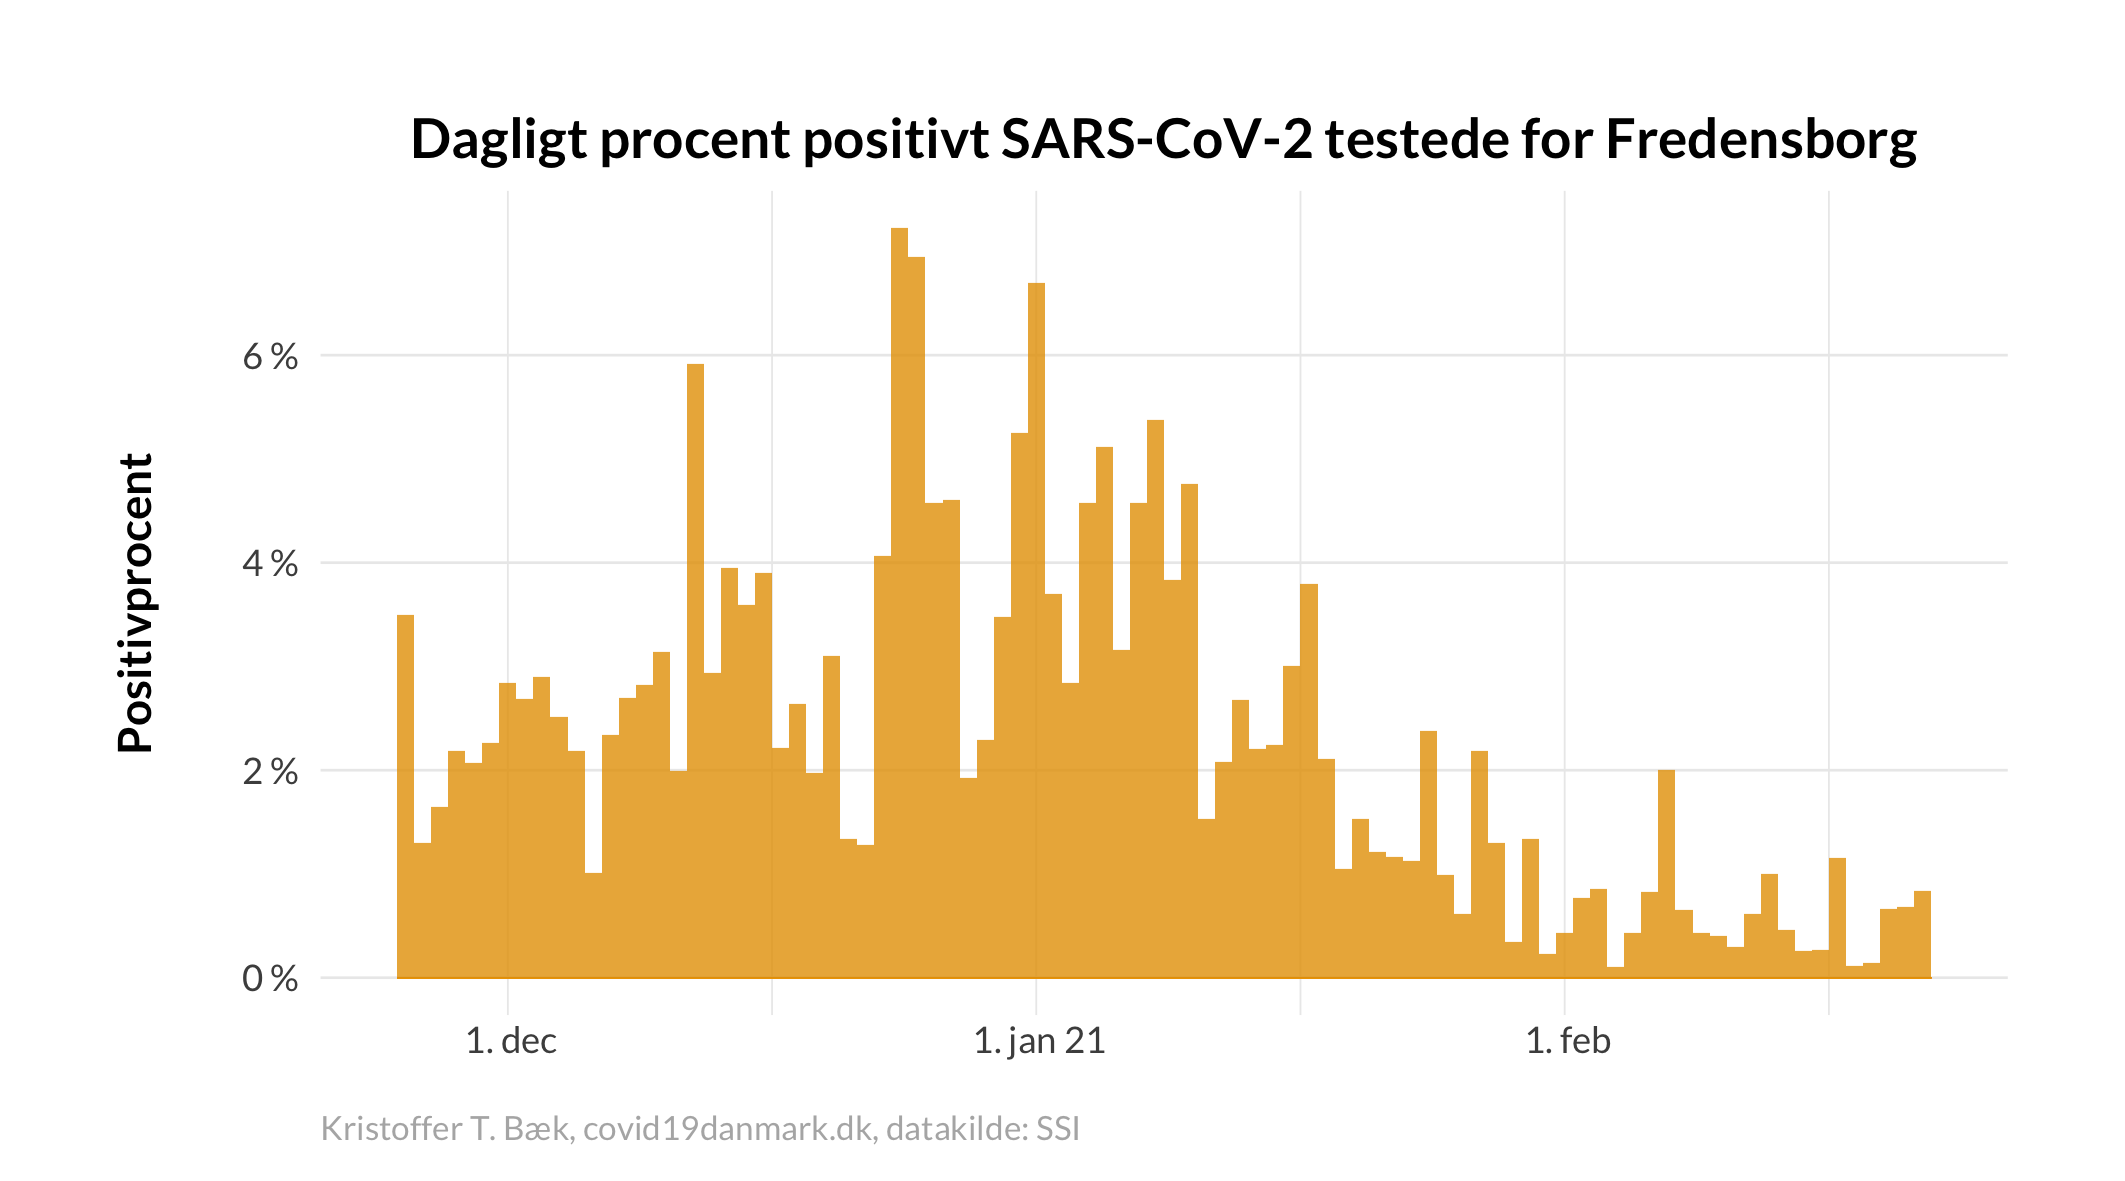 Dagligt procent positivt SARS-CoV-2 testede for Fredensborg
Positivprocent
6 %
4 %
2 %
0 %
1. dec
1. jan 21
1. feb
Kristoffer T. Bæk, covid19danmark.dk, datakilde: SSI